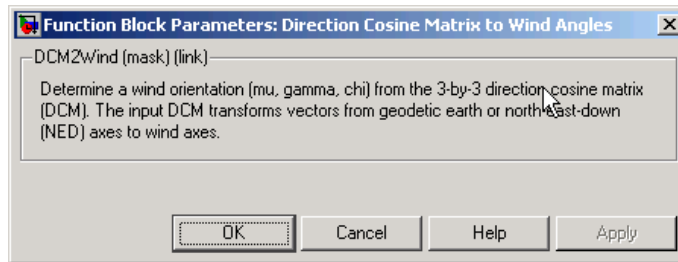 Function Block Parameters: Direction Cosine Matrix to Wind Angles
DCM2Wind (mask) (link)
Determine a wind orientation (mu, gamma, chi) from the 3-by-3 direction cosine matrix
(DCM). The input DCM transforms vectors from geodetic earth or north-east-down
(NED) axes to wind axes.
OK Cancel Help Apply